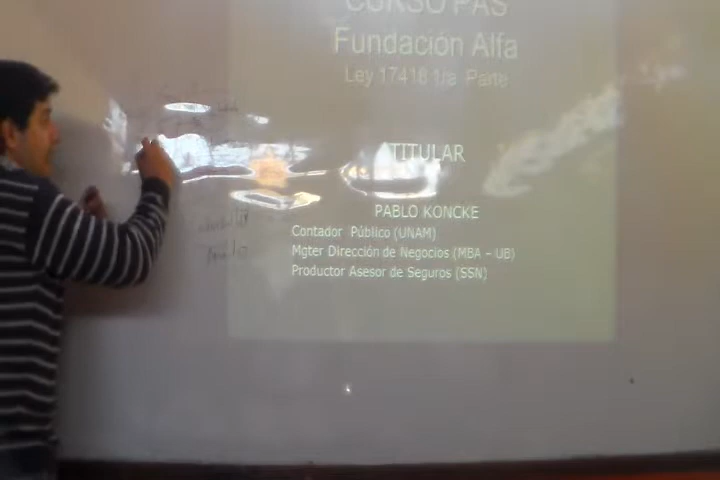 CURSO PAS
Fundación Alfa
Ley 17418 1ra Parte
TITULAR
PABLO KONCKE
Contador Público (UNAM)
Mgter Dirección de Negocios (MBA – UB)
Productor Asesor de Seguros (SSN)